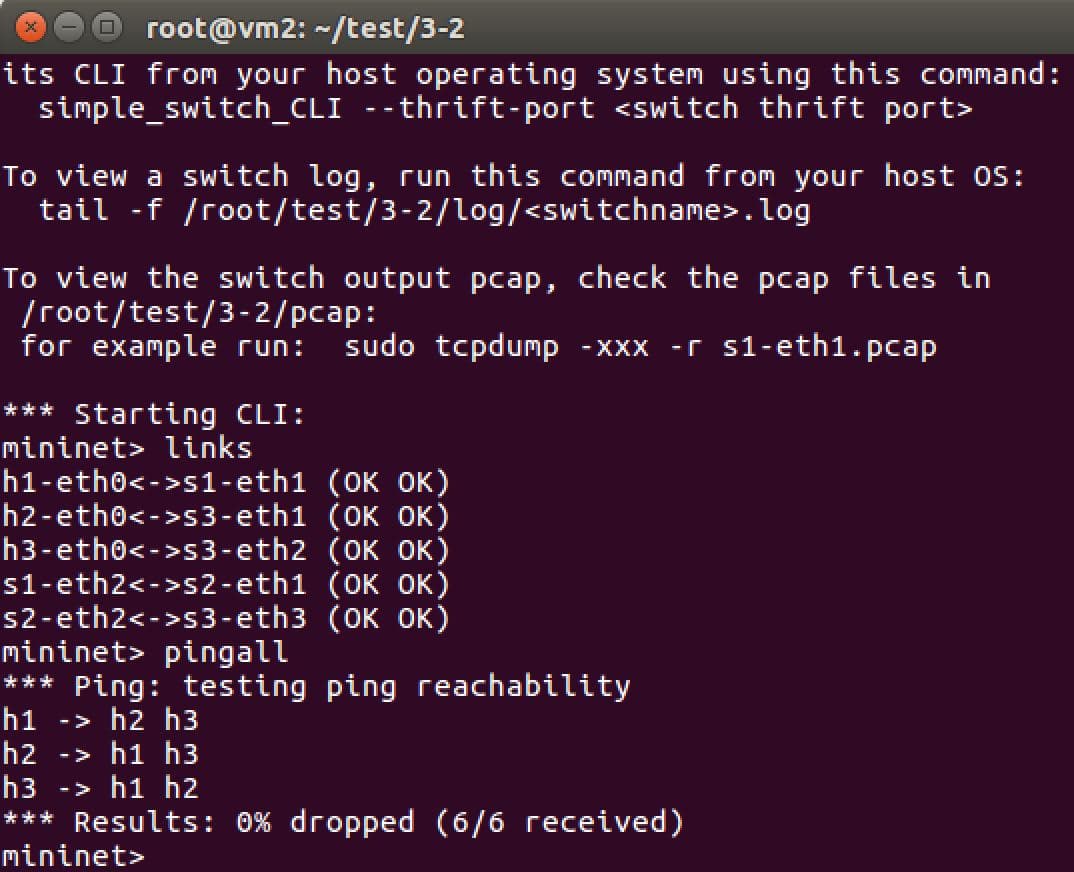 root@vm2: ~/test/3-2
its CLI from your host operating system using this command:
  simple_switch_CLI --thrift-port <switch thrift port>

To view a switch log, run this command from your host OS:
  tail -f /root/test/3-2/log/<switchname>.log

To view the switch output pcap, check the pcap files in
 /root/test/3-2/pcap:
 for example run:  sudo tcpdump -xxx -r s1-eth1.pcap

*** Starting CLI:
mininet> links
h1-eth0<->s1-eth1 (OK OK)
h2-eth0<->s3-eth1 (OK OK)
h3-eth0<->s3-eth2 (OK OK)
s1-eth2<->s2-eth1 (OK OK)
s2-eth2<->s3-eth3 (OK OK)
mininet> pingall
*** Ping: testing ping reachability
h1 -> h2 h3
h2 -> h1 h3
h3 -> h1 h2
*** Results: 0% dropped (6/6 received)
mininet>